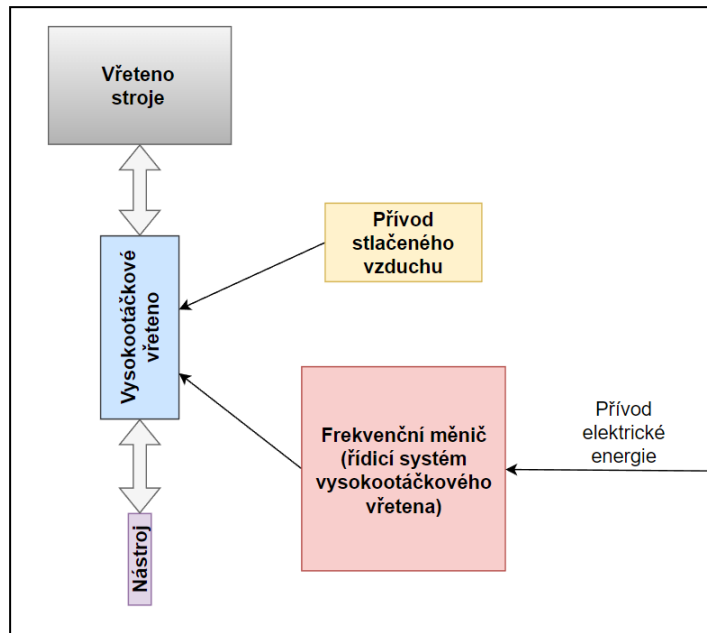 Vřeteno
stroje
Přívod
stlačeného
vzduchu
Vysokootáčkové
vřeteno
Frekvenční měnič
(řídicí systém
vysokootáčkového
vřetena)
Přívod
elektrické
energie
Nástroj